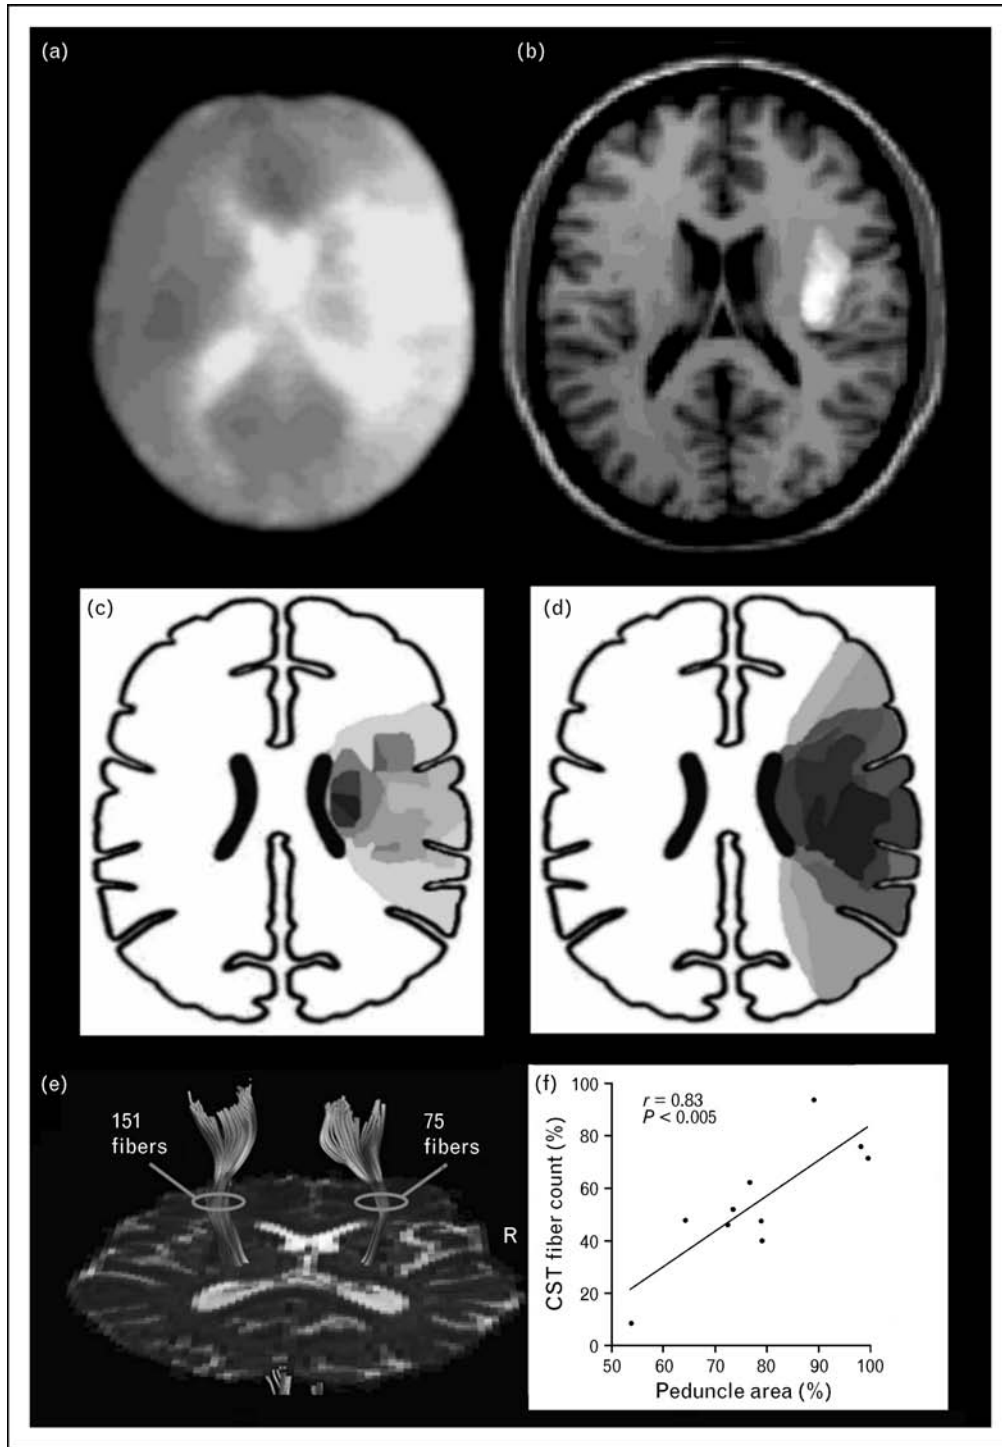 (a)
(b)
(c)
(d)
(e)
151
fibers
75
fibers
R
(f)
r = 0.83
P < 0.005
CST fiber count (%)
100
80
60
40
20
0
50 60 70 80 90 100
Peduncle area (%)